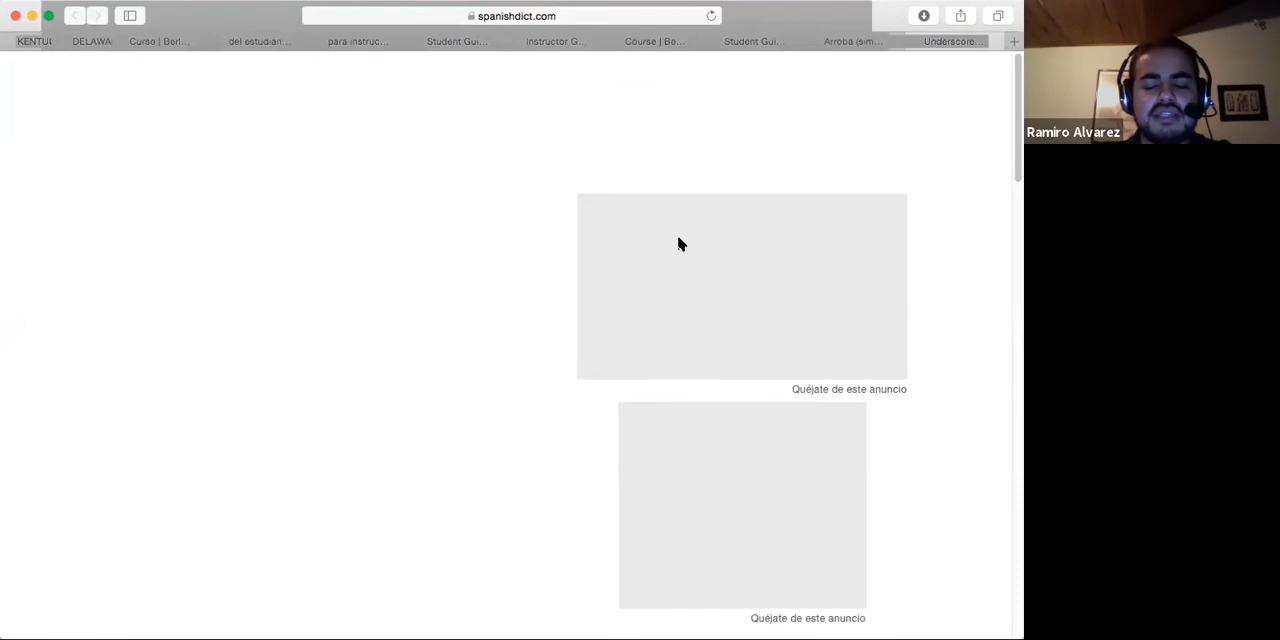 spanishdict.com
KENTU
DELAWA
Curso | Berl...
del estudian...
para instruc...
Student Gui...
Instructor G...
Course | Be...
Student Gui...
Arroba (sím...
Underscore...
Ramiro Alvarez
Quéjate de este anuncio
Quéjate de este anuncio